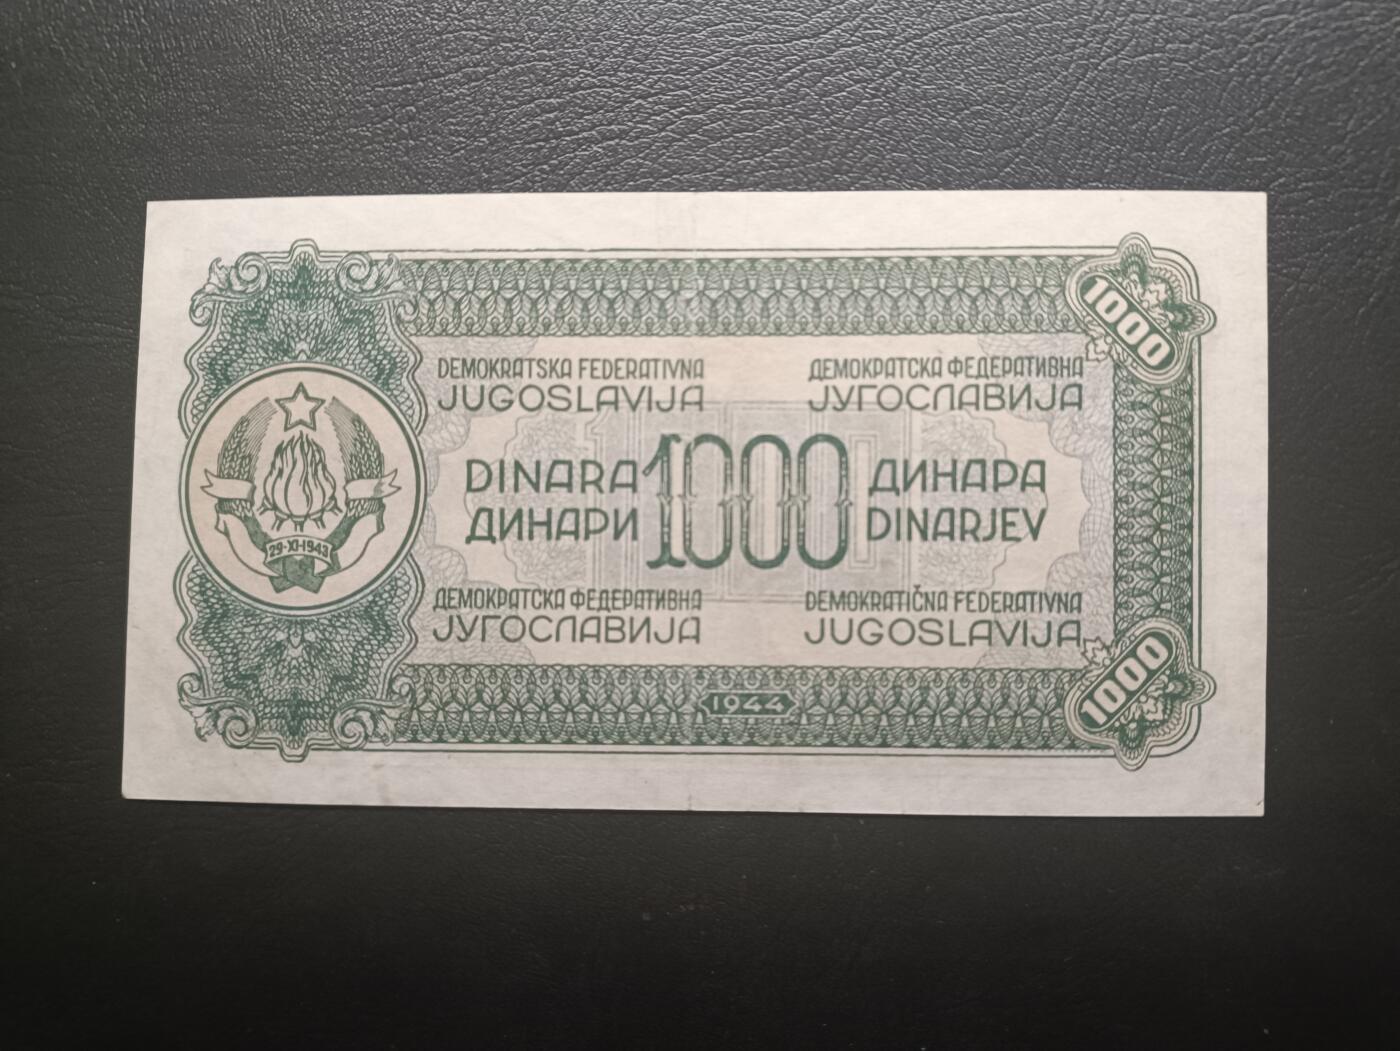 1000
DEMOKRATSKA FEDERATIVNA
JUGOSLAVIJA
ДЕМОКРАТСКА ФЕДЕРАТИВНА
ЈУГОСЛАВИЈА
DINARA 1000 ДИНАРА
ДИНАРИ DINARJEV
29·XI·1943
ДЕМОКРАТСКА ФЕДЕРАТИВНА
ЈУГОСЛАВИЈА
DEMOKRATIČNA FEDERATIVNA
JUGOSLAVIJA
1944
1000